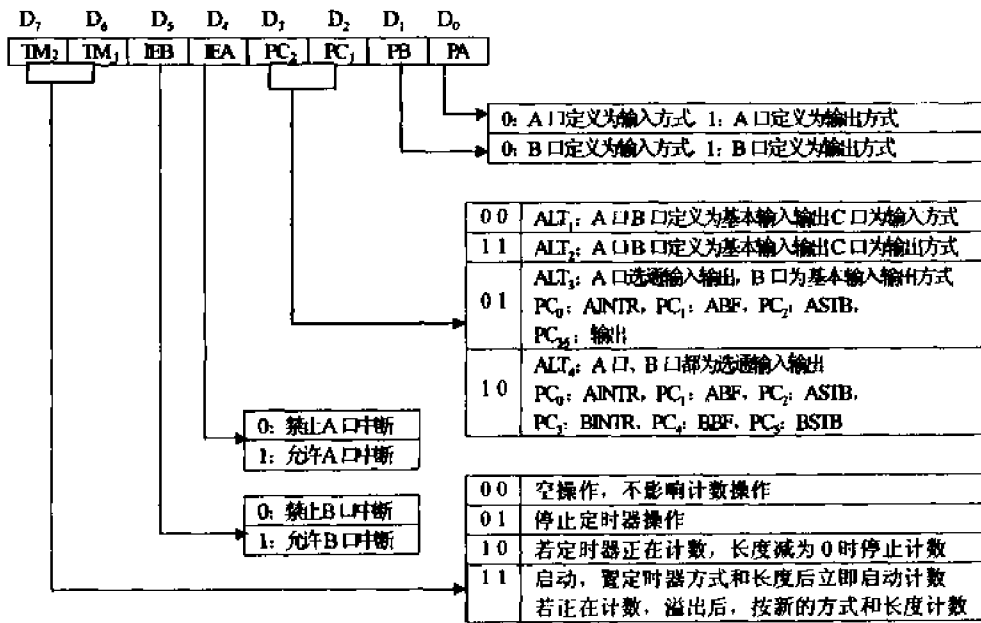 D₇ D₆ D₅ D₄ D₃ D₂ D₁ D₀
TM₂ TM₁ IEB IEA PC₂ PC₁ PB PA
0: A口定义为输入方式, 1: A口定义为输出方式
0: B口定义为输入方式, 1: B口定义为输出方式
0 0 ALT₁: A口B口定义为基本输入输出C口为输入方式
1 1 ALT₂: A口B口定义为基本输入输出C口为输出方式
ALT₃: A口选通输入输出, B口为基本输入输出方式
0 1 PC₀: AINTR, PC₁: ABF, PC₂: ASTB,
PC: 输出
ALT₄: A口、B口都为选通输入输出
1 0 PC₀: AINTR, PC₁: ABF, PC₂: ASTB,
PC₃: BINTR, PC₄: BBF, PC₅: BSTB
0: 禁止A口中断
1: 允许A口中断
0: 禁止B口中断
1: 允许B口中断
0 0 空操作, 不影响计数操作
0 1 停止定时器操作
1 0 若定时器正在计数, 长度减为0时停止计数
1 1 启动, 置定时器方式和长度后立即启动计数
若正在计数, 溢出后, 按新的方式和长度计数